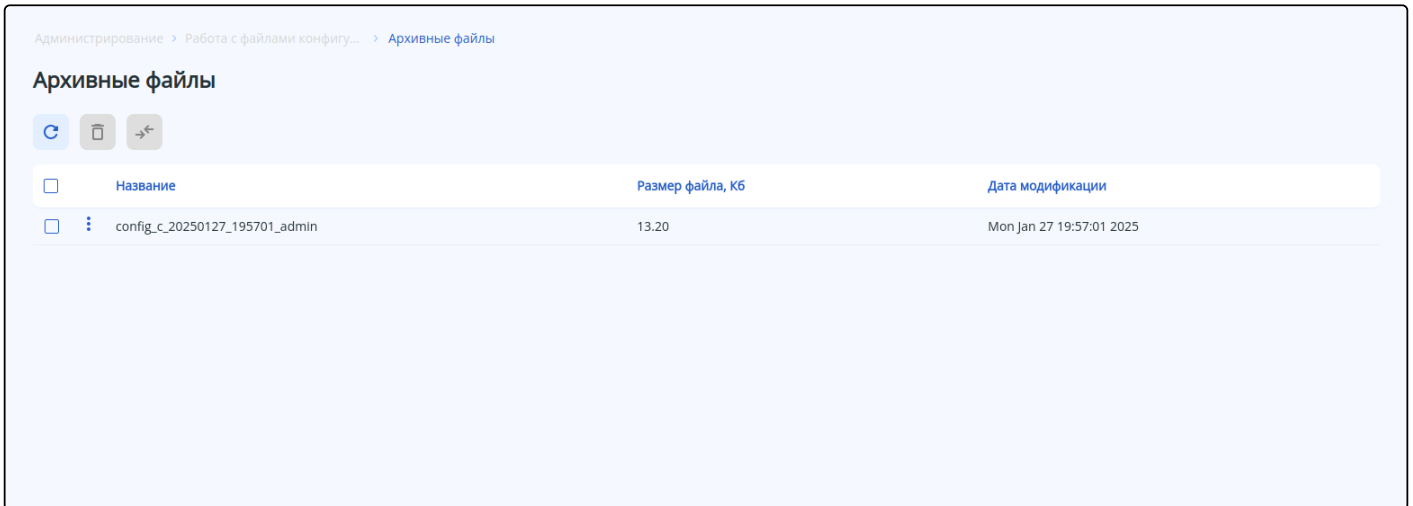 Администрирование > Работа с файлами конфигу... > Архивные файлы
Архивные файлы
Название Размер файла, Кб Дата модификации
config_c_20250127_195701_admin 13.20 Mon Jan 27 19:57:01 2025